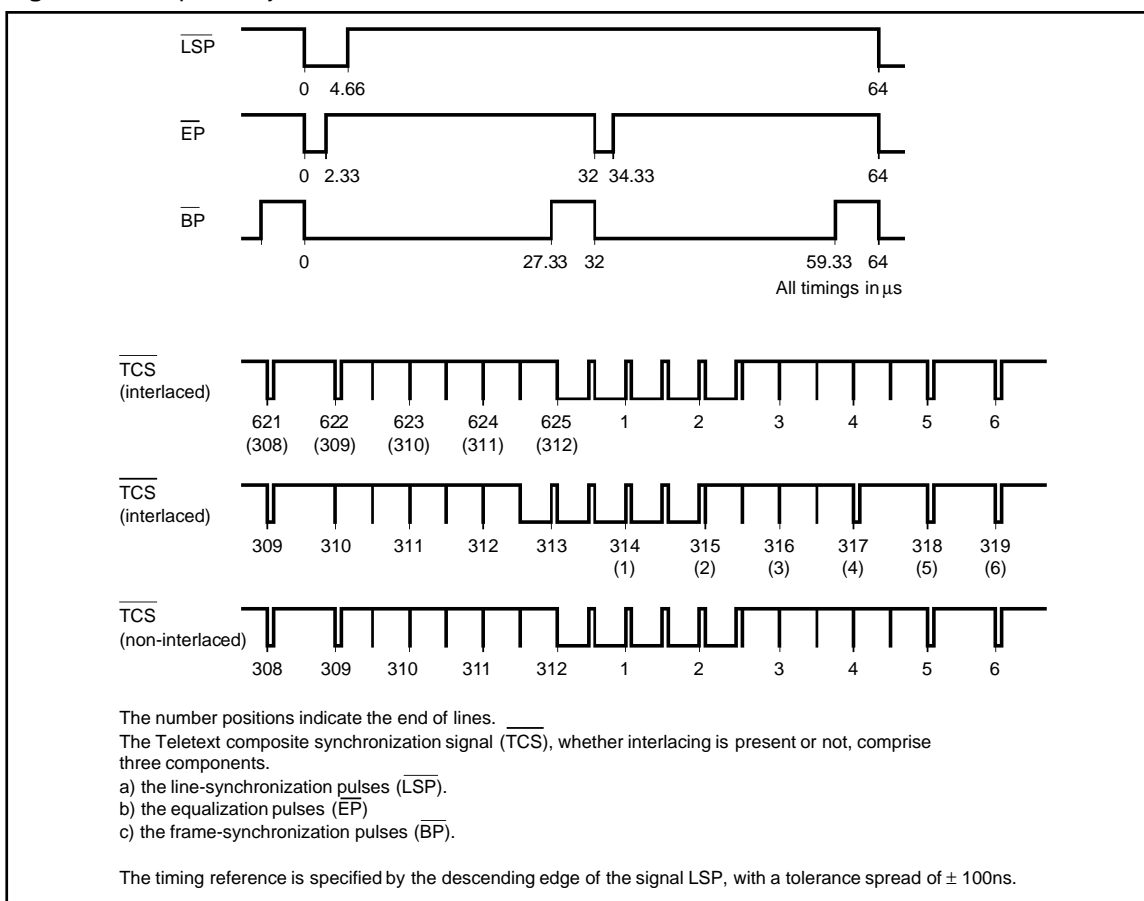 LSP
0 4.66 64
EP
0 2.33 32 34.33 64
BP
0 27.33 32 59.33 64
All timings in µs
TCS
(interlaced)
621 622 623 624 625 1 2 3 4 5 6
(308) (309) (310) (311) (312)
TCS
(interlaced)
309 310 311 312 313 314 315 316 317 318 319
(1) (2) (3) (4) (5) (6)
TCS
(non-interlaced)
308 309 310 311 312 1 2 3 4 5 6
The number positions indicate the end of lines.
The Teletext composite synchronization signal (TCS), whether interlacing is present or not, comprise
three components.
a) the line-synchronization pulses (LSP).
b) the equalization pulses (EP)
c) the frame-synchronization pulses (BP).
The timing reference is specified by the descending edge of the signal LSP, with a tolerance spread of ± 100ns.